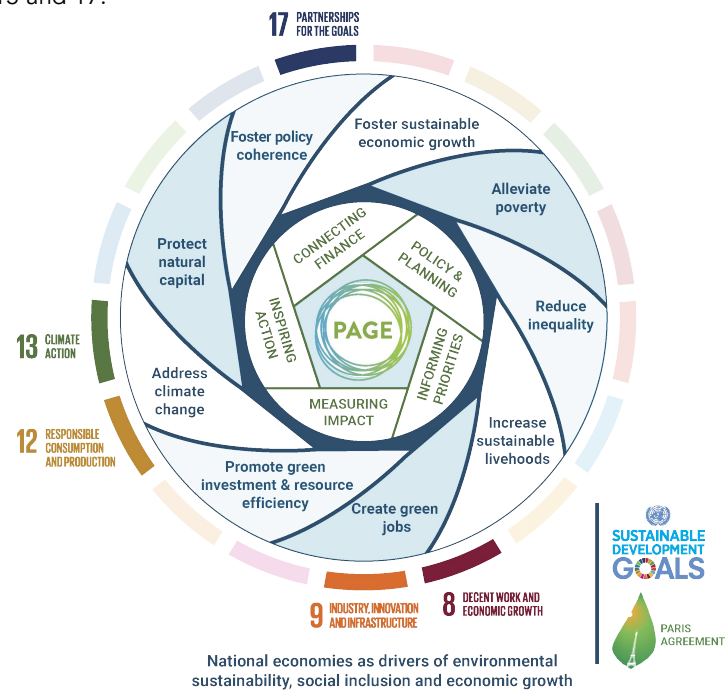 13 and 17.
17 PARTNERSHIPS
FOR THE GOALS
Foster policy
coherence
Foster sustainable
economic growth
Alleviate
poverty
Protect
natural
capital
Reduce
inequality
CONNECTING
FINANCE
POLICY &
PLANNING
INSPIRING
ACTION
PAGE
INFORMING
PRIORITIES
MEASURING
IMPACT
13 CLIMATE
ACTION
Address
climate
change
12 RESPONSIBLE
CONSUMPTION
AND PRODUCTION
Increase
sustainable
livehoods
Promote green
investment & resource
efficiency
Create green
jobs
9 INDUSTRY, INNOVATION
AND INFRASTRUCTURE
8 DECENT WORK AND
ECONOMIC GROWTH
SUSTAINABLE
DEVELOPMENT
GOALS
PARIS
AGREEMENT
National economies as drivers of environmental
sustainability, social inclusion and economic growth